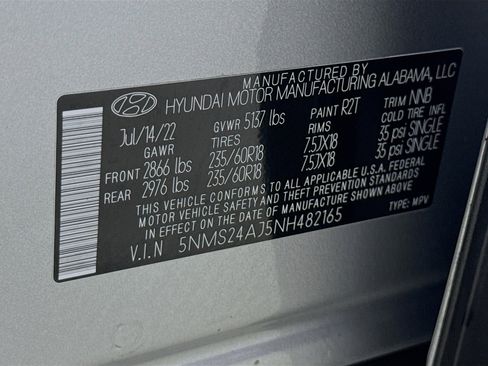 MANUFACTURED BY
HYUNDAI MOTOR MANUFACTURING ALABAMA, LLC
Jul/14/22 GVWR 5137 lbs PAINT R2T TRIM NNB
GAWR TIRES RIMS COLD TIRE INFL
FRONT 2866 lbs 235/60R18 7.5JX18 35 psi SINGLE
REAR 2976 lbs 235/60R18 7.5JX18 35 psi SINGLE
THIS VEHICLE CONFORMS TO ALL APPLICABLE U.S.A. FEDERAL
MOTOR VEHICLE SAFETY AND THEFT PREVENTION STANDARDS
IN EFFECT ON THE DATE OF MANUFACTURE SHOWN ABOVE
V.I.N 5NMS24AJ5NH482165 TYPE: MPV